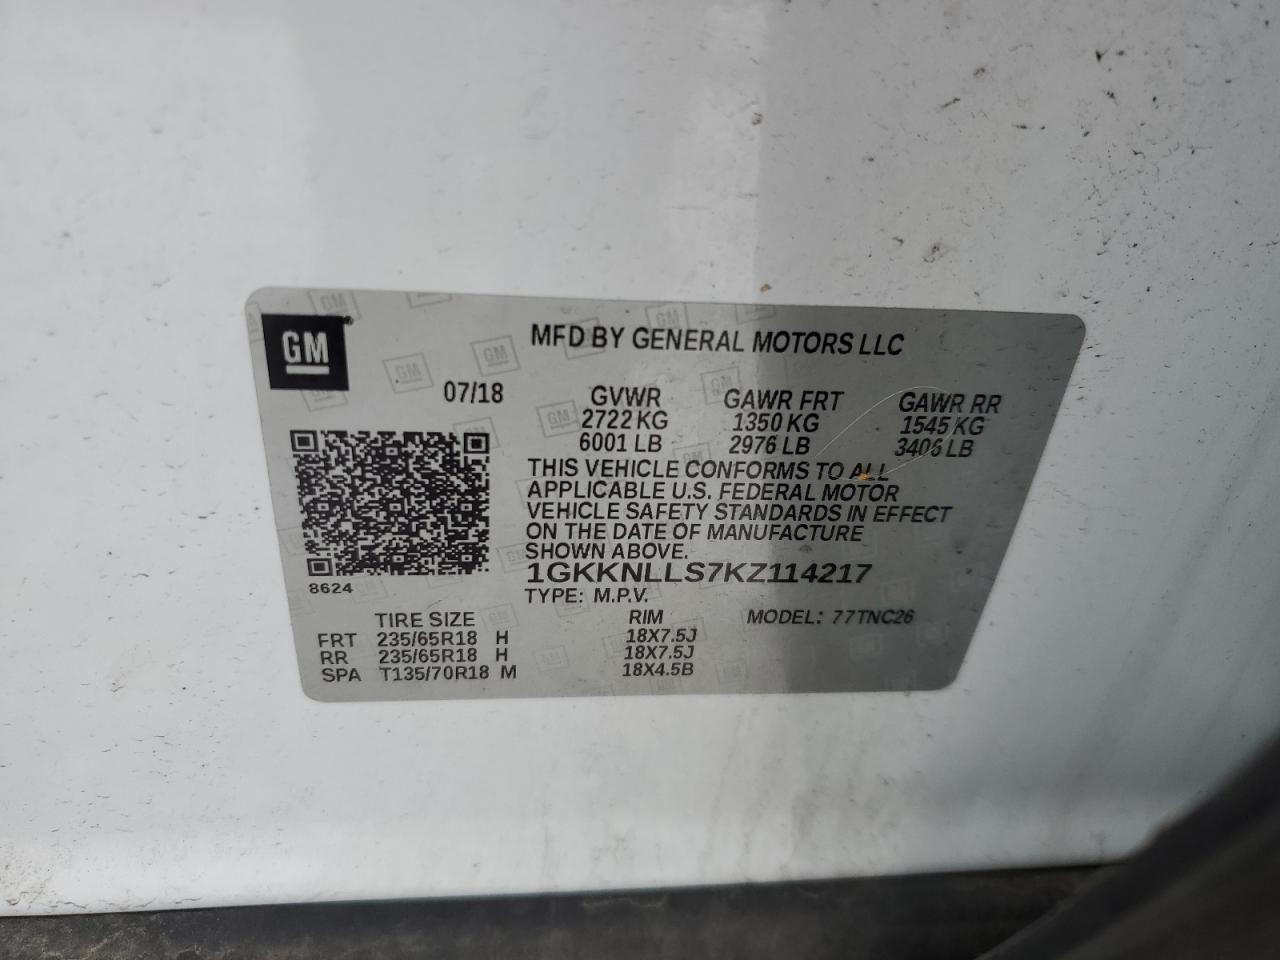 GM
MFD BY GENERAL MOTORS LLC
07/18
GVWR GAWR FRT GAWR RR
2722 KG 1350 KG 1545 KG
6001 LB 2976 LB 3406 LB
THIS VEHICLE CONFORMS TO ALL
APPLICABLE U.S. FEDERAL MOTOR
VEHICLE SAFETY STANDARDS IN EFFECT
ON THE DATE OF MANUFACTURE
SHOWN ABOVE.
1GKKNLLS7KZ114217
8624
TYPE: M.P.V.
TIRE SIZE RIM MODEL: 77TNC26
FRT 235/65R18 H 18X7.5J
RR 235/65R18 H 18X7.5J
SPA T135/70R18 M 18X4.5B